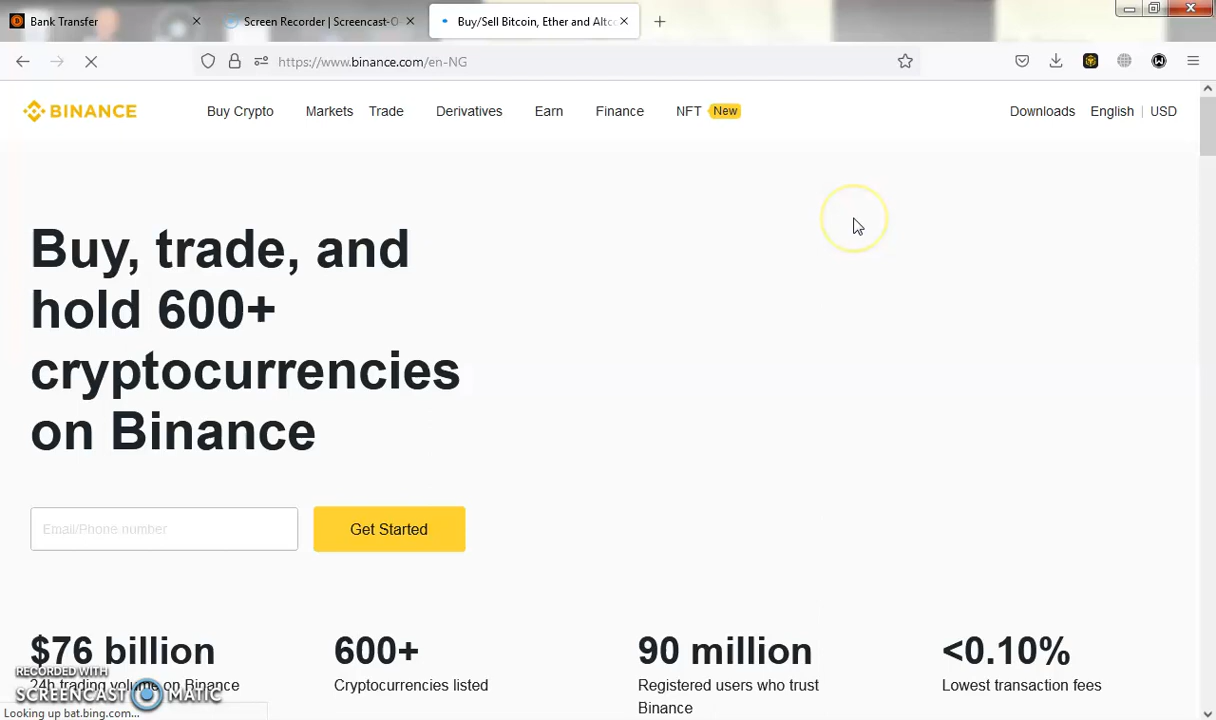 Bank Transfer
Screen Recorder | Screencast-O
Buy/Sell Bitcoin, Ether and Altc
https://www.binance.com/en-NG
BINANCE
Buy Crypto
Markets
Trade
Derivatives
Earn
Finance
NFT
New
Downloads
English | USD
Buy, trade, and
hold 600+
cryptocurrencies
on Binance
Email/Phone number
Get Started
$76 billion
24h trading volume on Binance
600+
Cryptocurrencies listed
90 million
Registered users who trust
Binance
<0.10%
Lowest transaction fees
RECORDED WITH
SCREENCAST MATIC
Looking up bat.bing.com...